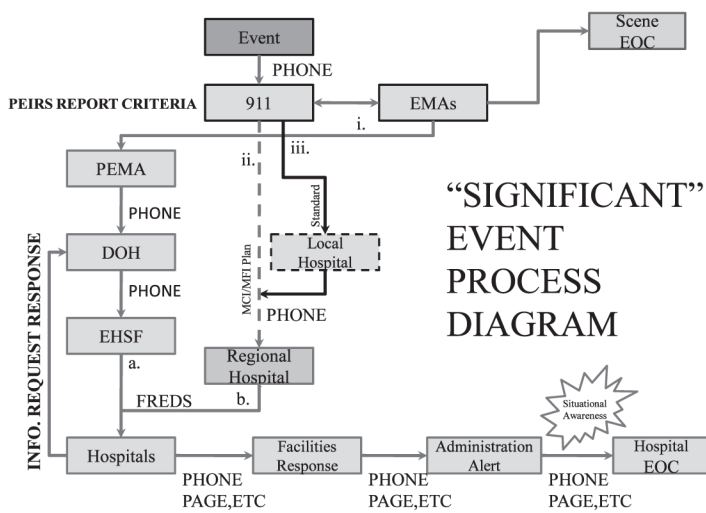 Event
Scene
EOC
PHONE
PEIRS REPORT CRITERIA
911
EMAs
i.
ii.
iii.
PEMA
Standard
PHONE
"SIGNIFICANT"
EVENT
PROCESS
DIAGRAM
INFO. REQUEST RESPONSE
DOH
Local
Hospital
MCI/MFI Plan
PHONE
PHONE
EHSF
a.
Regional
Hospital
FREDS
b.
Situational
Awareness
Hospitals
Facilities
Response
Administration
Alert
Hospital
EOC
PHONE
PAGE,ETC
PHONE
PAGE,ETC
PHONE
PAGE,ETC